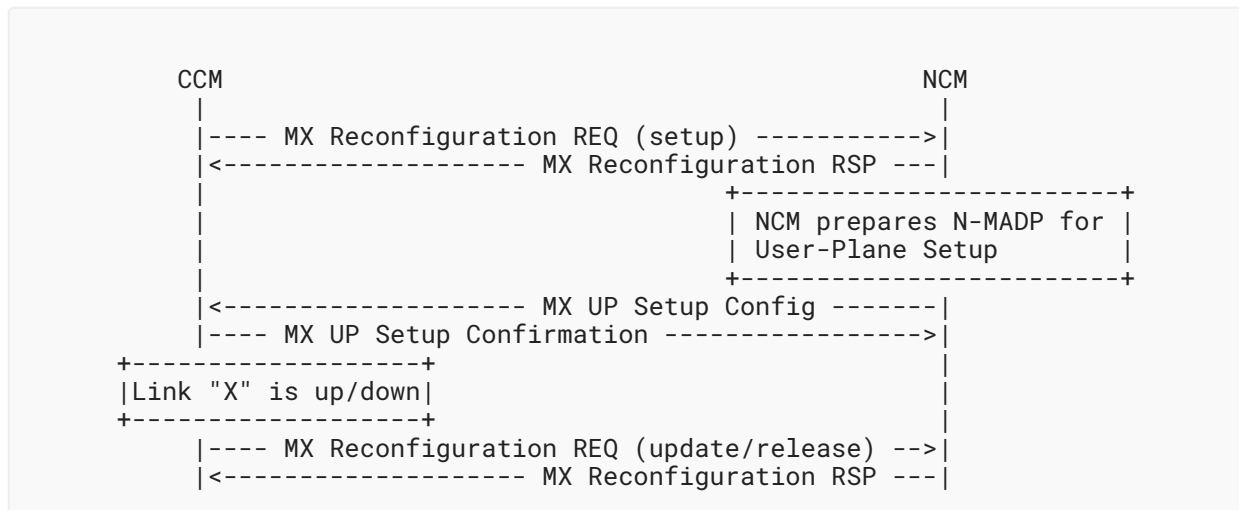 CCM                                                NCM
 |                                                 |
 |---- MX Reconfiguration REQ (setup) ----------->|
 |<-------------------- MX Reconfiguration RSP ---|
 |                                  +-------------------------+
 |                                  | NCM prepares N-MADP for |
 |                                  | User-Plane Setup        |
 |                                  +-------------------------+
 |<-------------------- MX UP Setup Config -------|
 |---- MX UP Setup Confirmation ----------------->|
+-------------------+                              |
|Link "X" is up/down|                              |
+-------------------+                              |
 |---- MX Reconfiguration REQ (update/release) -->|
 |<-------------------- MX Reconfiguration RSP ---|